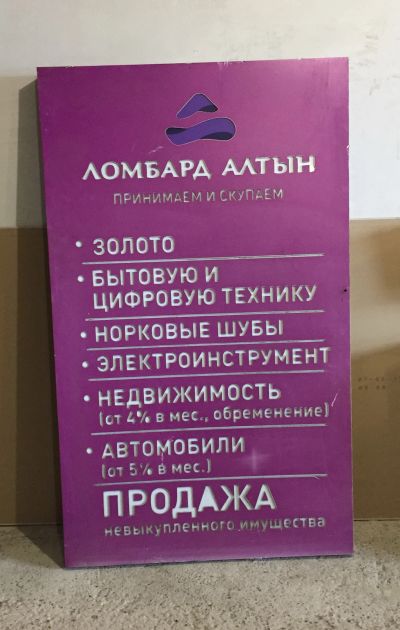 ЛОМБАРД АЛТЫН
ПРИНИМАЕМ И СКУПАЕМ
• ЗОЛОТО
• БЫТОВУЮ И
ЦИФРОВУЮ ТЕХНИКУ
• НОРКОВЫЕ ШУБЫ
• ЭЛЕКТРОИНСТРУМЕНТ
• НЕДВИЖИМОСТЬ
(от 4% в мес., обременение)
• АВТОМОБИЛИ
(от 5% в мес.)
ПРОДАЖА
невыкупленного имущества